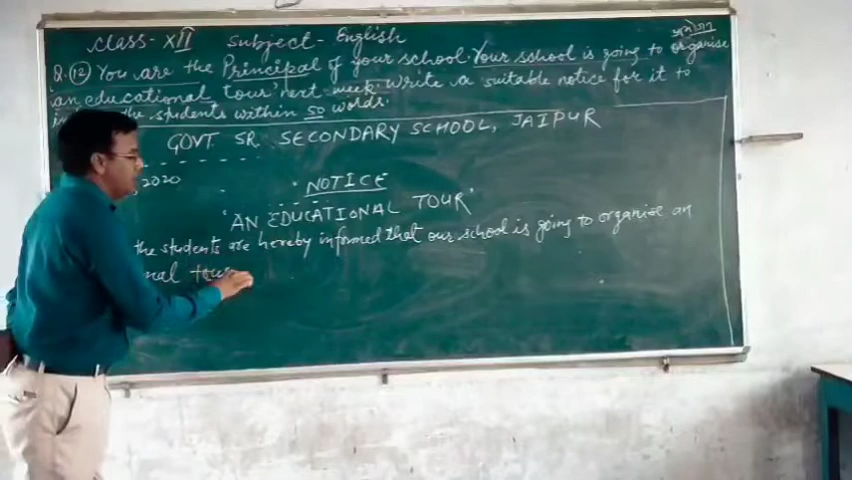 class - XII Subject - English
Q. (12) You are the Principal of your school. Your school is going to organise
an educational tour next week. Write a suitable notice for it to
the students within 50 words.
GOVT. SR. SECONDARY SCHOOL, JAIPUR
2020
NOTICE
'AN EDUCATIONAL TOUR'
the students are hereby informed that our school is going to organise an
nal tour